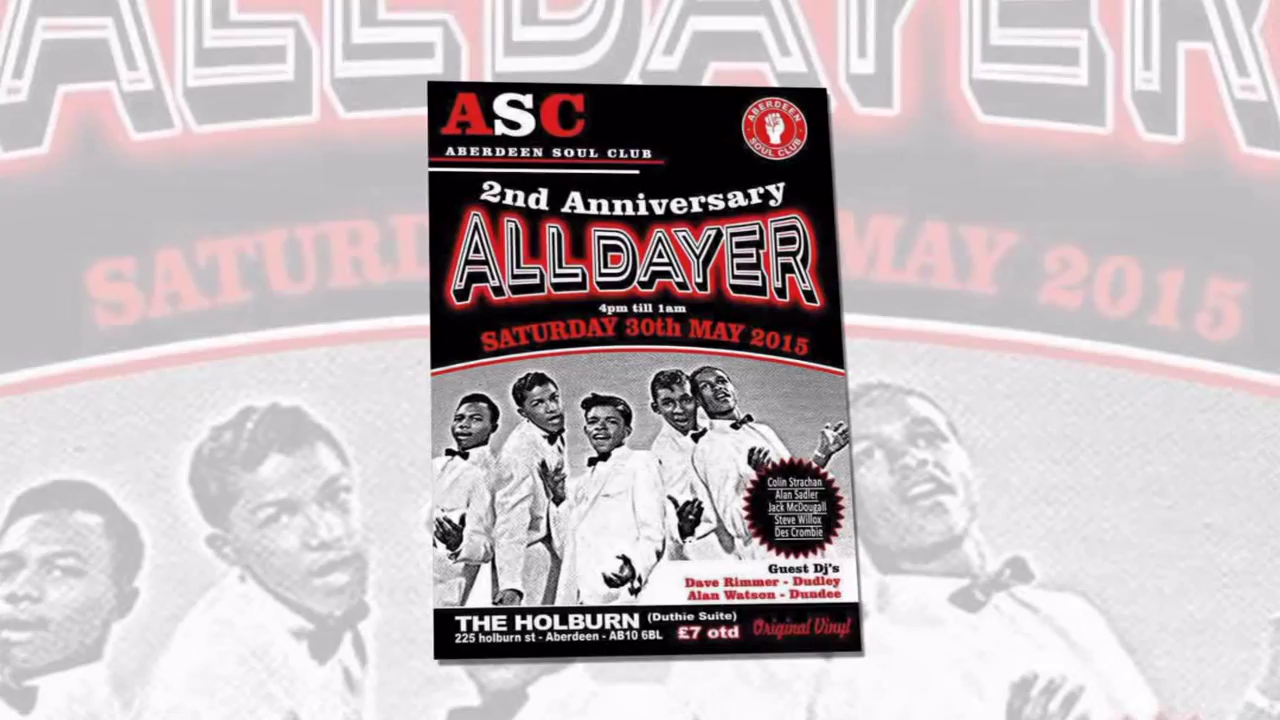 ALLDAYER
SATURDAY MAY 2015
ASC
ABERDEEN SOUL CLUB
ABERDEEN SOUL CLUB
2nd Anniversary
ALLDAYER
4pm till 1am
SATURDAY 30th MAY 2015
Colin Strachan
Alan Sadler
Jack McDougall
Steve Willox
Des Crombie
Guest Dj's
Dave Rimmer - Dudley
Alan Watson - Dundee
THE HOLBURN (Duthie Suite)
225 holburn st - Aberdeen - AB10 6BL £7 otd
Original Vinyl